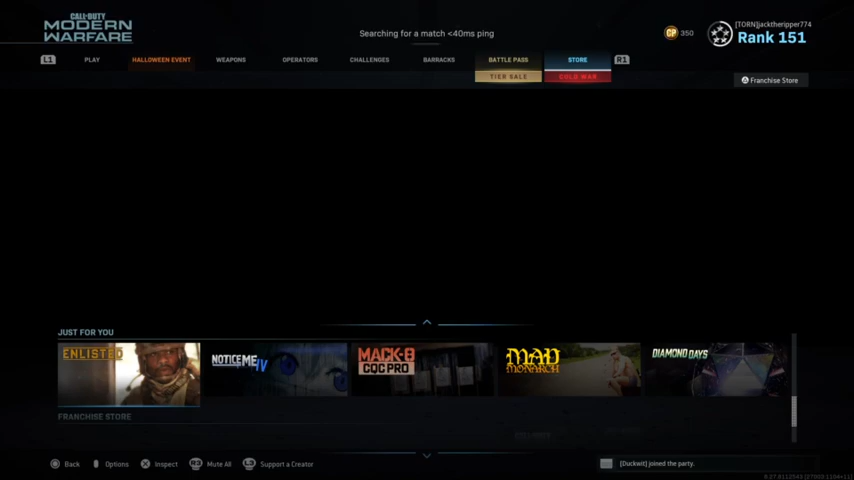 CALL OF DUTY
MODERN
WARFARE
Searching for a match <40ms ping
CP 350
[TORN]jacktheripper774
Rank 151
L1
PLAY
HALLOWEEN EVENT
WEAPONS
OPERATORS
CHALLENGES
BARRACKS
BATTLE PASS
STORE
R1
TIER SALE
COLD WAR
Franchise Store
JUST FOR YOU
ENLISTED
NOTICE ME IV
MACK-8
CQC PRO
MAD
MONARCH
DIAMOND DAYS
FRANCHISE STORE
Back
Options
Inspect
R3 Mute All
L3 Support a Creator
[Duckwit] joined the party.